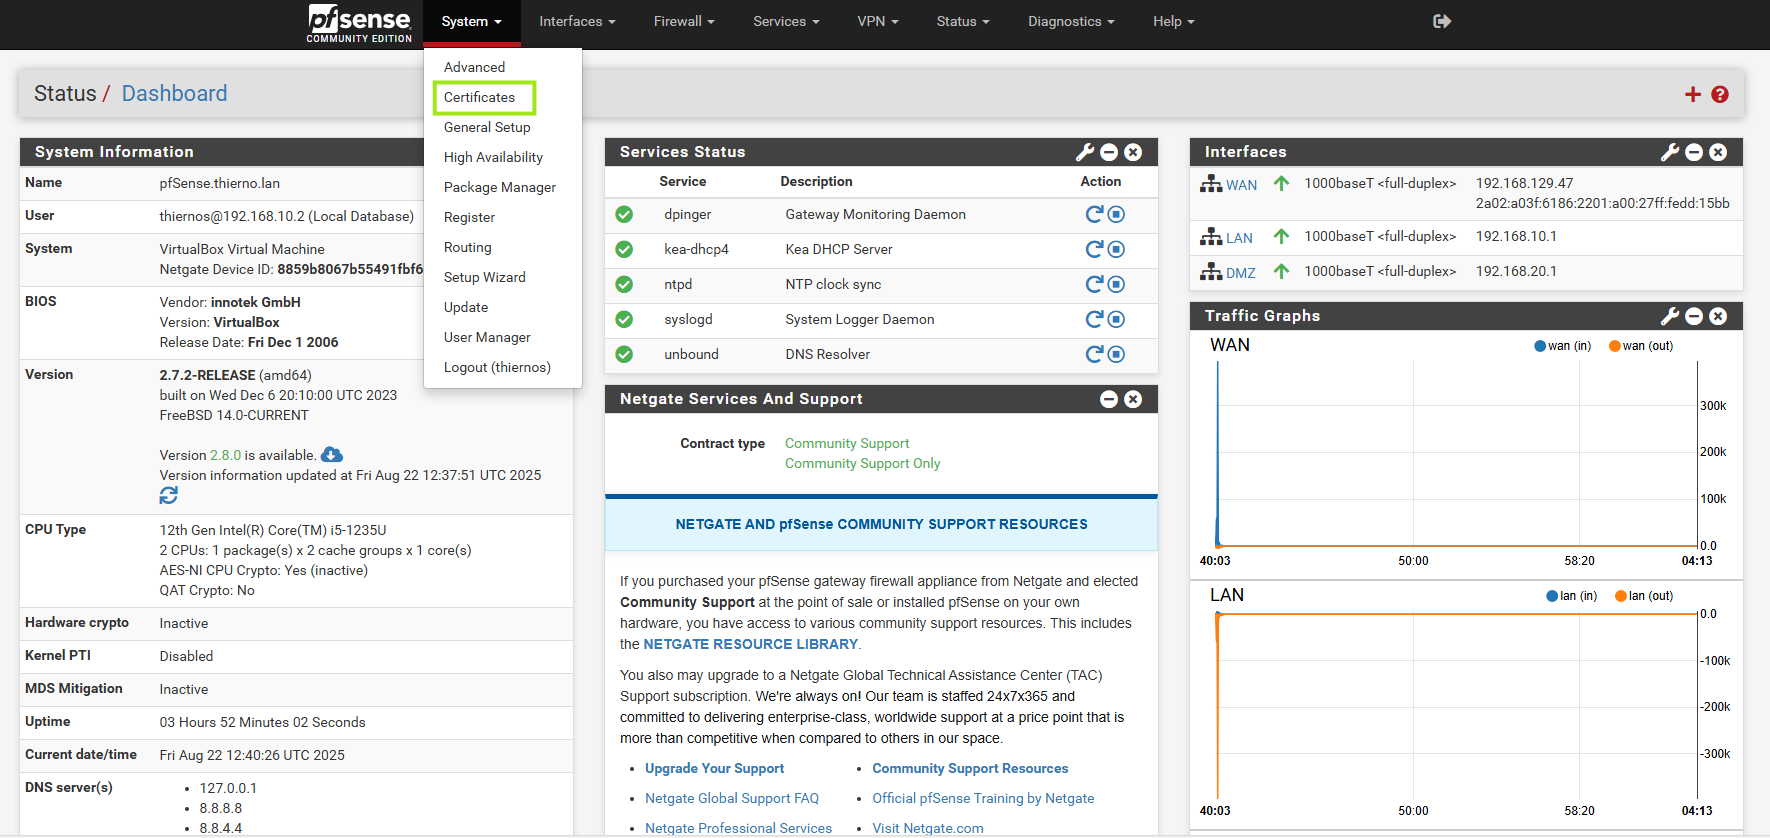 pfsense
COMMUNITY EDITION
System
Interfaces
Firewall
Services
VPN
Status
Diagnostics
Help
Advanced
Certificates
General Setup
High Availability
Package Manager
Register
Routing
Setup Wizard
Update
User Manager
Logout (thiernos)
Status / Dashboard
System Information
Name pfSense.thierno.lan
User thiernos@192.168.10.2 (Local Database)
System VirtualBox Virtual Machine
Netgate Device ID: 8859b8067b55491fbf6
BIOS Vendor: innotek GmbH
Version: VirtualBox
Release Date: Fri Dec 1 2006
Version 2.7.2-RELEASE (amd64)
built on Wed Dec 6 20:10:00 UTC 2023
FreeBSD 14.0-CURRENT
Version 2.8.0 is available.
Version information updated at Fri Aug 22 12:37:51 UTC 2025
CPU Type 12th Gen Intel(R) Core(TM) i5-1235U
2 CPUs: 1 package(s) x 2 cache groups x 1 core(s)
AES-NI CPU Crypto: Yes (inactive)
QAT Crypto: No
Hardware crypto Inactive
Kernel PTI Disabled
MDS Mitigation Inactive
Uptime 03 Hours 52 Minutes 02 Seconds
Current date/time Fri Aug 22 12:40:26 UTC 2025
DNS server(s) • 127.0.0.1
• 8.8.8.8
• 8.8.4.4
Services Status
Service Description Action
dpinger Gateway Monitoring Daemon
kea-dhcp4 Kea DHCP Server
ntpd NTP clock sync
syslogd System Logger Daemon
unbound DNS Resolver
Netgate Services And Support
Contract type Community Support
Community Support Only
NETGATE AND pfSense COMMUNITY SUPPORT RESOURCES
If you purchased your pfSense gateway firewall appliance from Netgate and elected
Community Support at the point of sale or installed pfSense on your own
hardware, you have access to various community support resources. This includes
the NETGATE RESOURCE LIBRARY.
You also may upgrade to a Netgate Global Technical Assistance Center (TAC)
Support subscription. We're always on! Our team is staffed 24x7x365 and
committed to delivering enterprise-class, worldwide support at a price point that is
more than competitive when compared to others in our space.
• Upgrade Your Support
• Community Support Resources
• Netgate Global Support FAQ
• Official pfSense Training by Netgate
• Netgate Professional Services
• Visit Netgate.com
Interfaces
WAN 1000baseT <full-duplex> 192.168.129.47
2a02:a03f:6186:2201:a00:27ff:fedd:15bb
LAN 1000baseT <full-duplex> 192.168.10.1
DMZ 1000baseT <full-duplex> 192.168.20.1
Traffic Graphs
WAN
wan (in) wan (out)
300k
200k
100k
0.0
40:03 50:00 58:20 04:13
LAN
lan (in) lan (out)
0.0
-100k
-200k
-300k
40:03 50:00 58:20 04:13